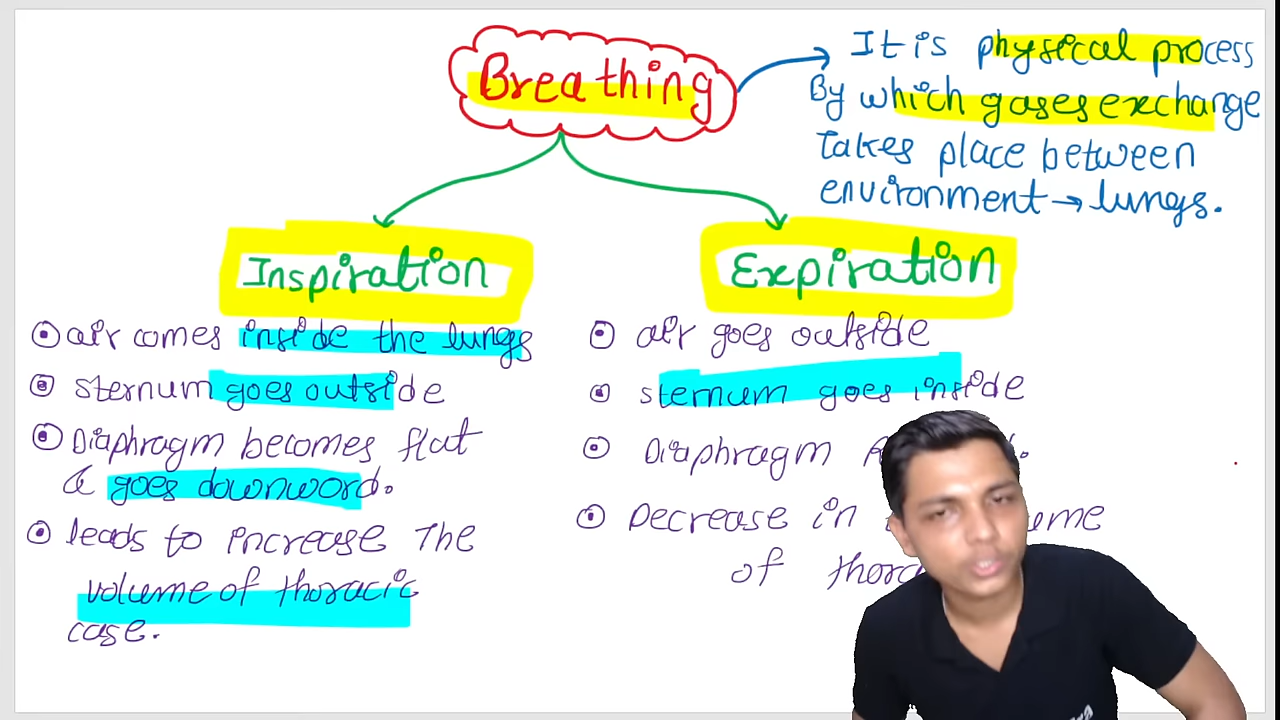 Breathing
It is physical process
By which gases exchange
Takes place between
environment → lungs.
Inspiration
air comes inside the lungs
sternum goes outside
Diaphragm becomes flat
& goes downword.
leads to increase The
volume of thoracic
case.
Expiration
air goes outside
sternum goes inside
Diaphragm
Decrease in
of